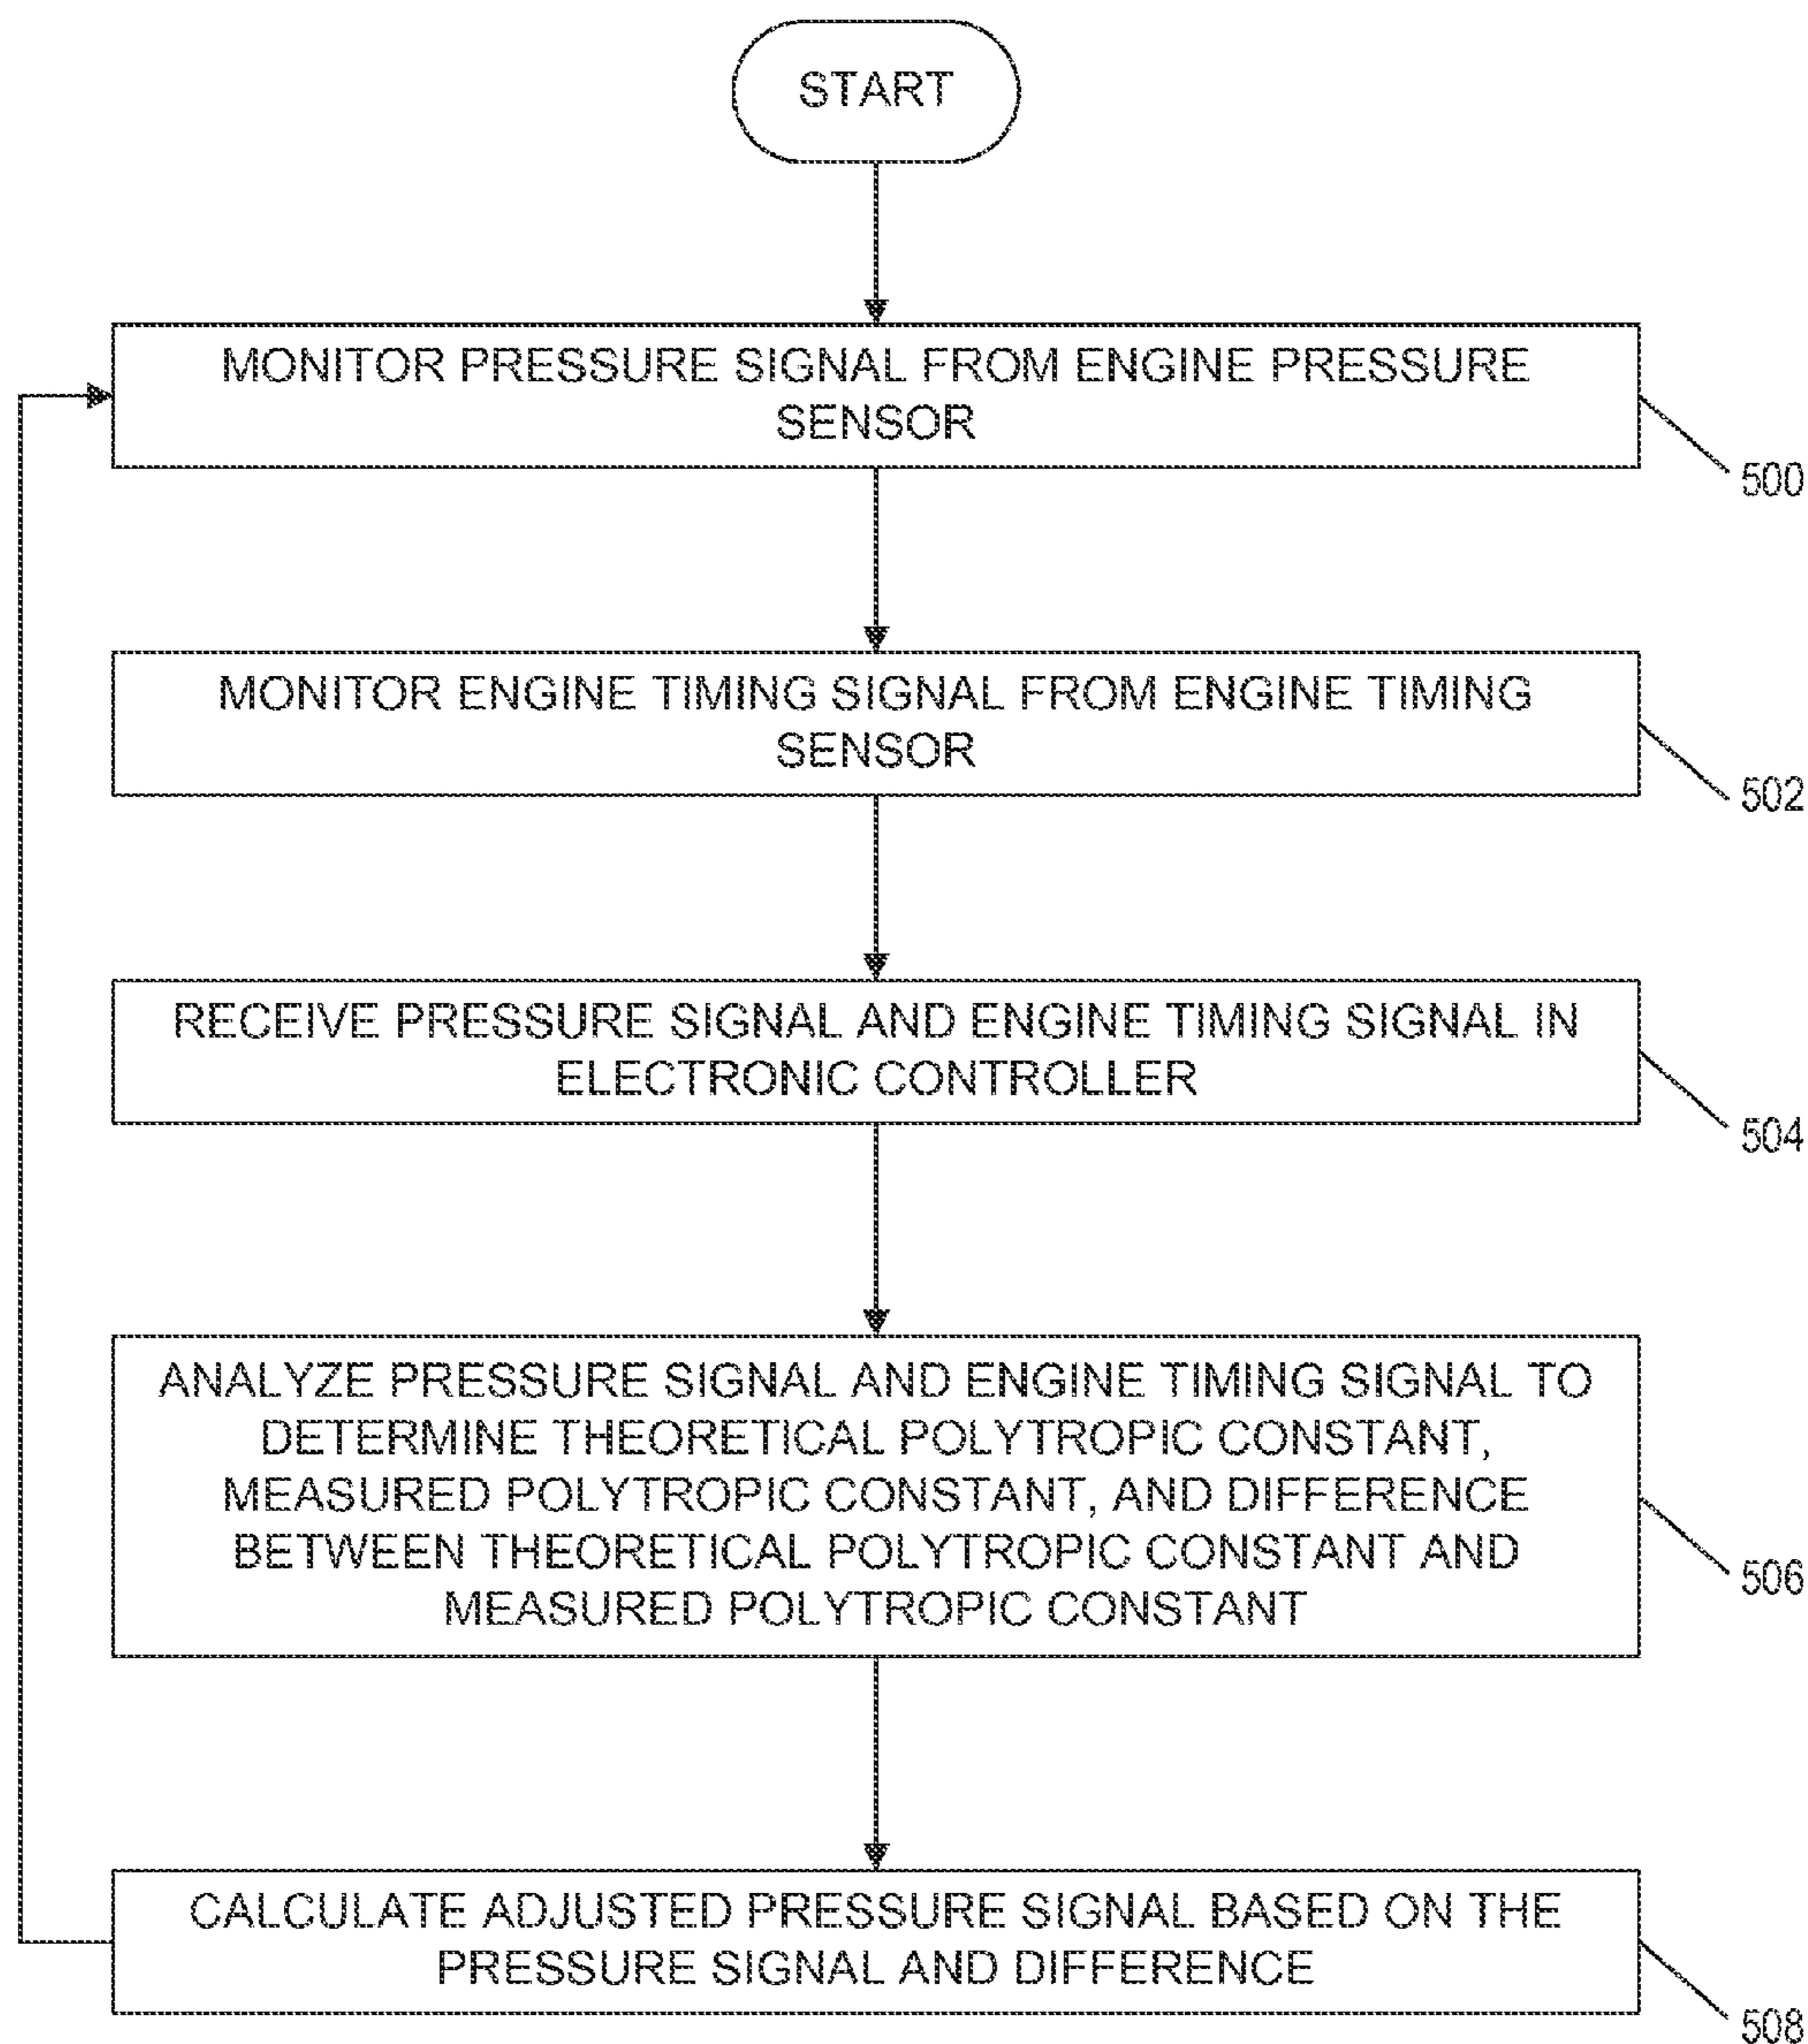 START
MONITOR PRESSURE SIGNAL FROM ENGINE PRESSURE
SENSOR
500
MONITOR ENGINE TIMING SIGNAL FROM ENGINE TIMING
SENSOR
502
RECEIVE PRESSURE SIGNAL AND ENGINE TIMING SIGNAL IN
ELECTRONIC CONTROLLER
504
ANALYZE PRESSURE SIGNAL AND ENGINE TIMING SIGNAL TO
DETERMINE THEORETICAL POLYTROPIC CONSTANT,
MEASURED POLYTROPIC CONSTANT, AND DIFFERENCE
BETWEEN THEORETICAL POLYTROPIC CONSTANT AND
MEASURED POLYTROPIC CONSTANT
506
CALCULATE ADJUSTED PRESSURE SIGNAL BASED ON THE
PRESSURE SIGNAL AND DIFFERENCE
508